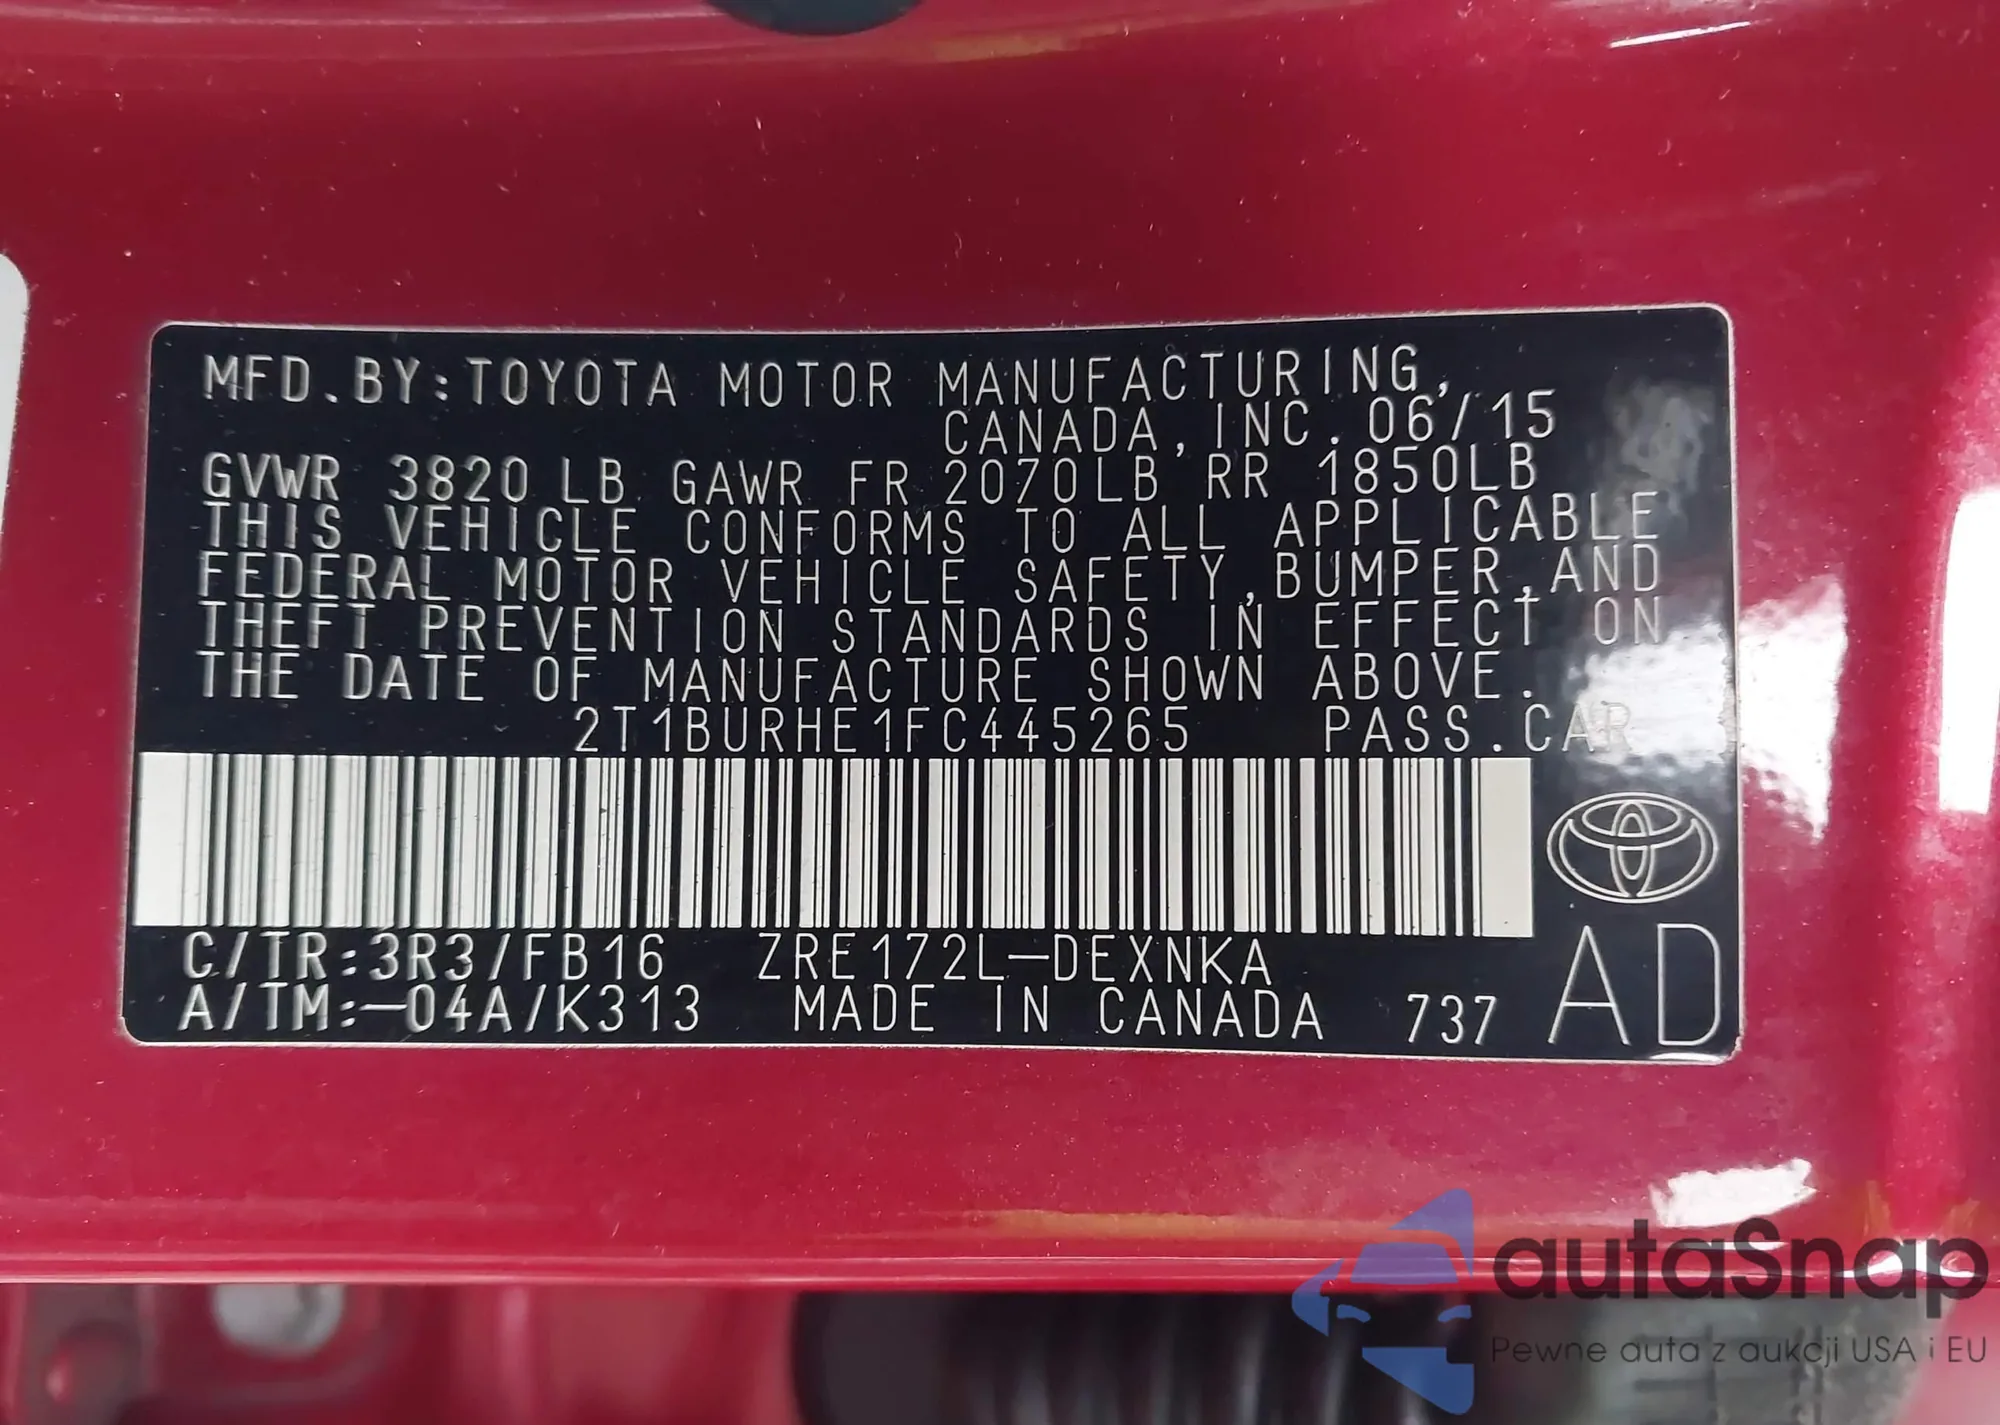 MFD.BY:TOYOTA MOTOR MANUFACTURING,
CANADA,INC. 06/15
GVWR 3820LB GAWR FR 2070LB RR 1850LB
THIS VEHICLE CONFORMS TO ALL APPLICABLE
FEDERAL MOTOR VEHICLE SAFETY,BUMPER,AND
THEFT PREVENTION STANDARDS IN EFFECT ON
THE DATE OF MANUFACTURE SHOWN ABOVE.
2T1BURHE1FC445265 PASS.CAR
C/TR:3R3/FB16 ZRE172L-DEXNKA
A/TM:-04A/K313 MADE IN CANADA 737 AD
autaSnap
Pewne auta z aukcji USA i EU